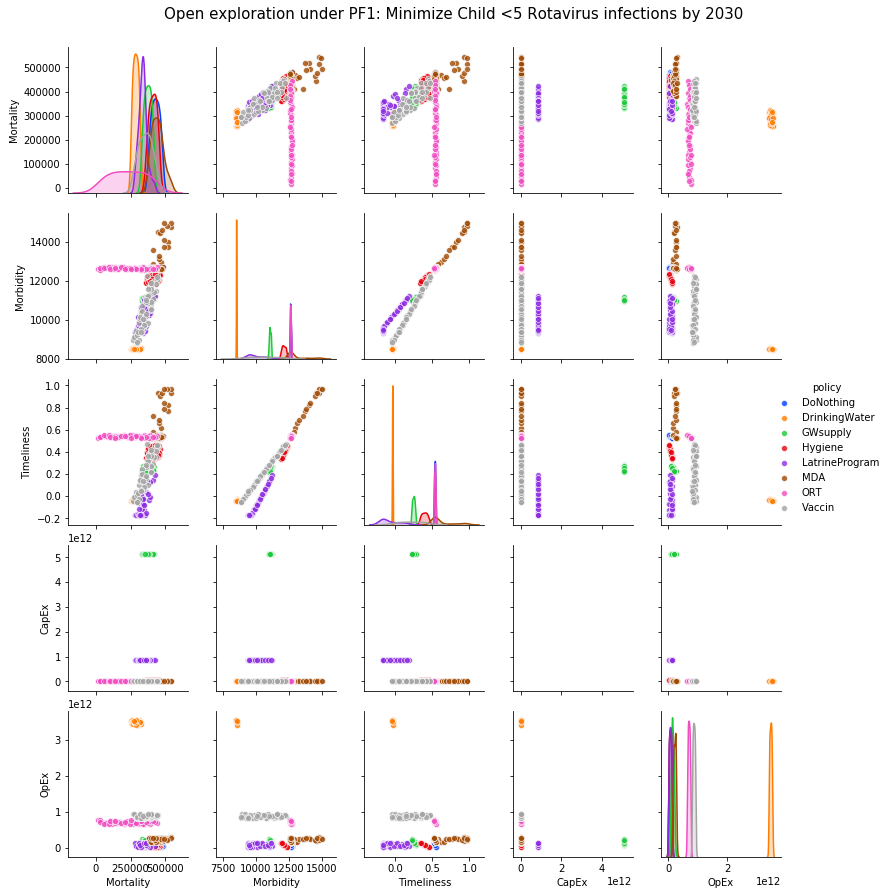 Open exploration under PF1: Minimize Child <5 Rotavirus infections by 2030
500000
400000
300000
200000
100000
0
Mortality
14000
12000
10000
8000
Morbidity
1.0
0.8
0.6
0.4
0.2
0.0
−0.2
Timeliness
policy
DoNothing
DrinkingWater
GWsupply
Hygiene
LatrineProgram
MDA
ORT
Vaccin
1e12
5
4
3
2
1
0
CapEx
1e12
3
2
1
0
OpEx
0 250000 500000
Mortality
7500 10000 12500 15000
Morbidity
0.0 0.5 1.0
Timeliness
0 2 4
CapEx 1e12
0 2
OpEx 1e12